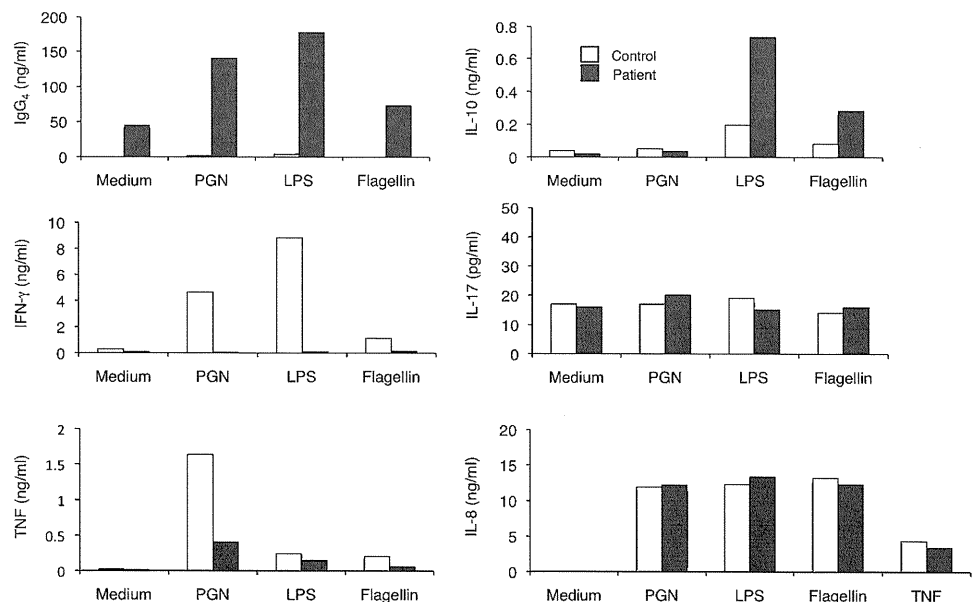 IgG4 (ng/ml)
200
150
100
50
0
Medium PGN LPS Flagellin
IL-10 (ng/ml)
0.8
0.6
0.4
0.2
0
Control
Patient
Medium PGN LPS Flagellin
IFN-γ (ng/ml)
10
8
6
4
2
0
Medium PGN LPS Flagellin
IL-17 (pg/ml)
50
40
30
20
10
0
Medium PGN LPS Flagellin
TNF (ng/ml)
2
1.5
1
0.5
0
Medium PGN LPS Flagellin
IL-8 (ng/ml)
20
15
10
5
0
Medium PGN LPS Flagellin TNF